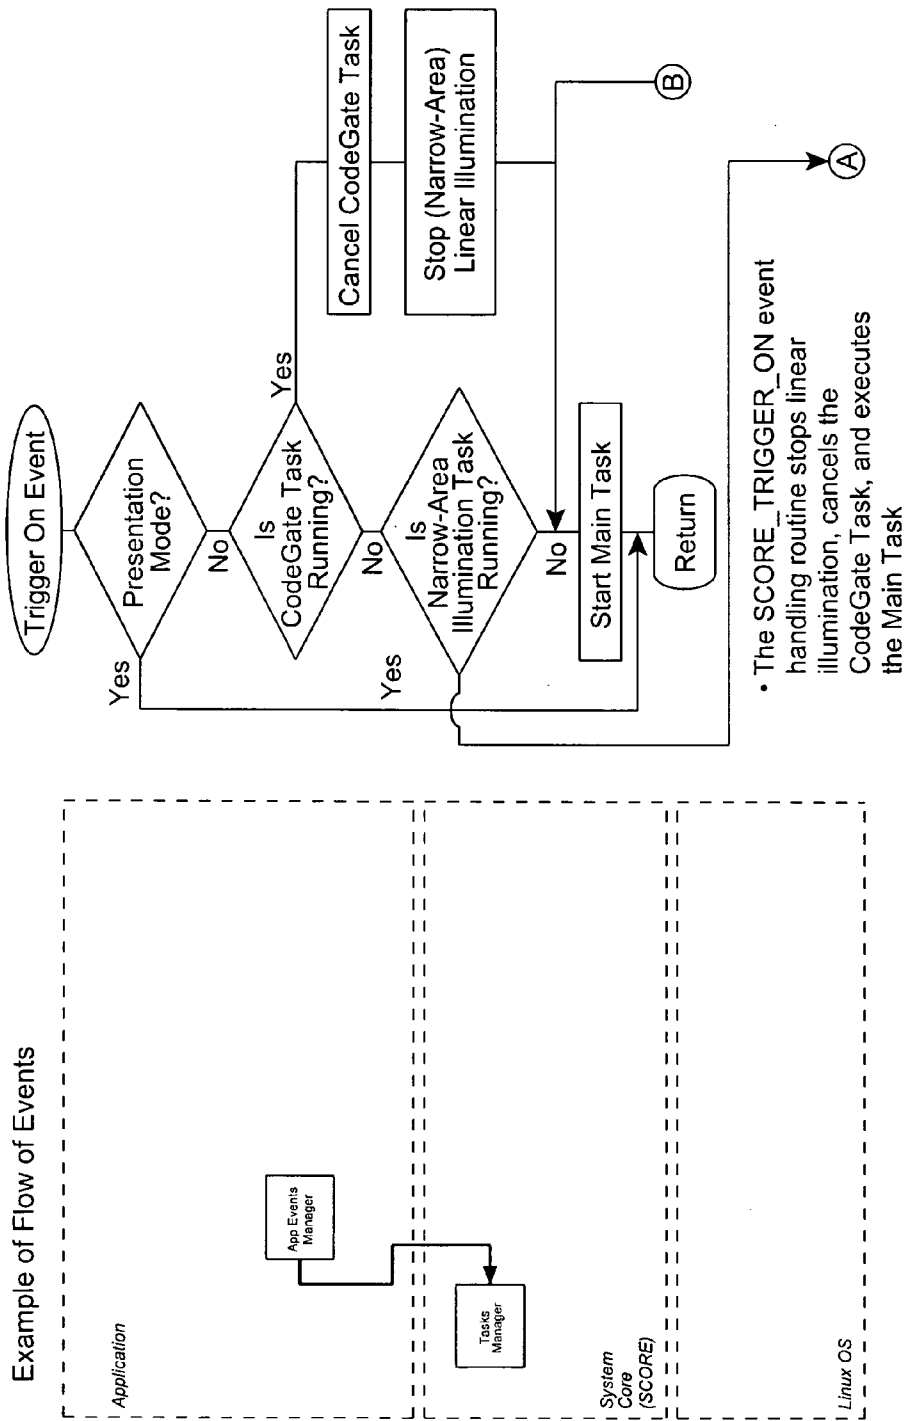 Example of Flow of Events
Application
App Events
Manager
Tasks
Manager
System
Core
(SCORE)
Linux OS
Trigger On Event
Presentation
Mode?
Yes
No
Is
CodeGate Task
Running?
Yes
No
Cancel CodeGate Task
Stop (Narrow-Area)
Linear Illumination
Is
Narrow-Area
Illumination Task
Running?
Yes
No
Start Main Task
Return
B
A
• The SCORE_TRIGGER_ON event
handling routine stops linear
illumination, cancels the
CodeGate Task, and executes
the Main Task